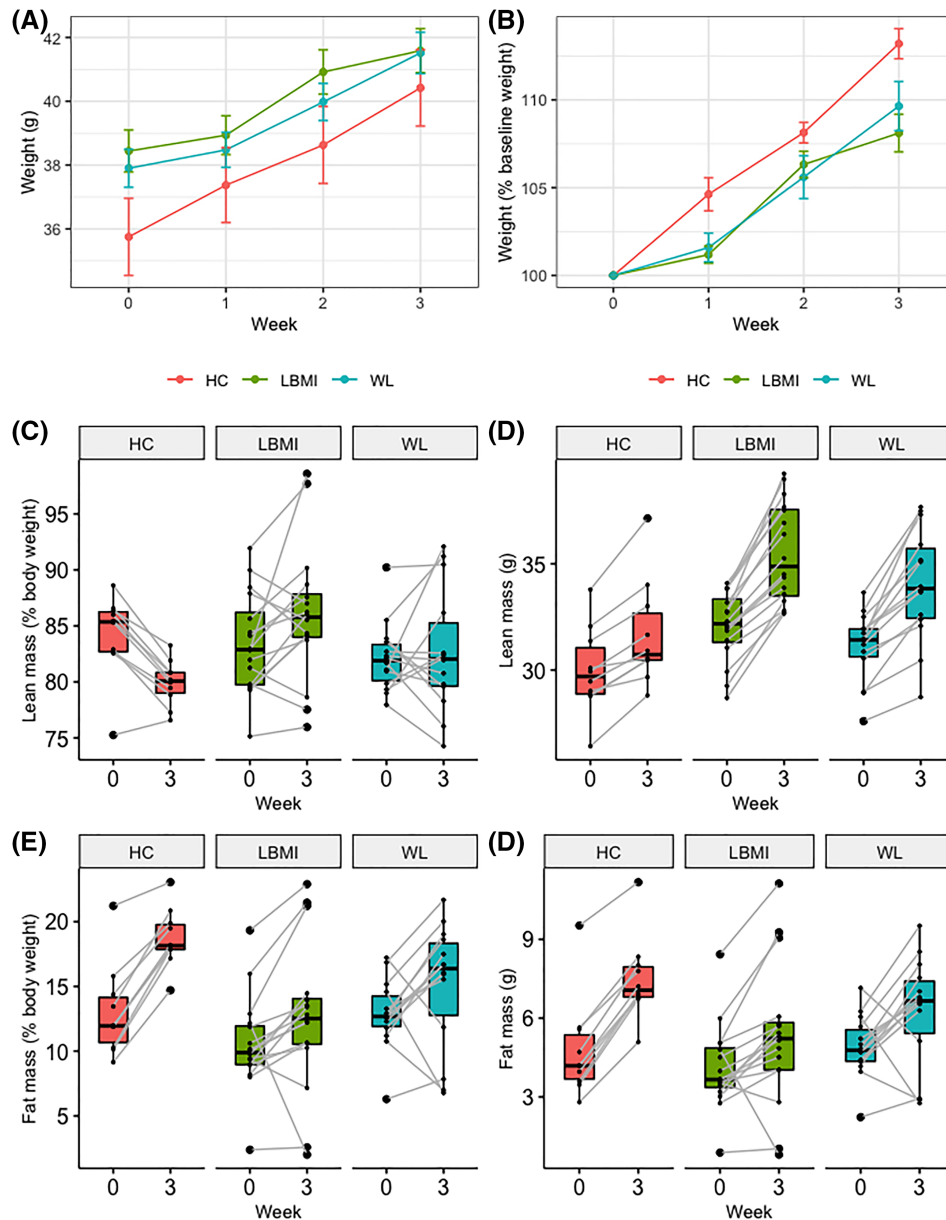 (A)
Weight (g)
42
40
38
36
0 1 2 3
Week
HC LBMI WL
(B)
Weight (% baseline weight)
110
105
100
0 1 2 3
Week
HC LBMI WL
(C)
HC LBMI WL
Lean mass (% body weight)
95
90
85
80
75
0 3 0 3 0 3
Week
(D)
HC LBMI WL
Lean mass (g)
35
30
0 3 0 3 0 3
Week
(E)
HC LBMI WL
Fat mass (% body weight)
20
15
10
5
0 3 0 3 0 3
Week
(D)
HC LBMI WL
Fat mass (g)
9
6
3
0 3 0 3 0 3
Week